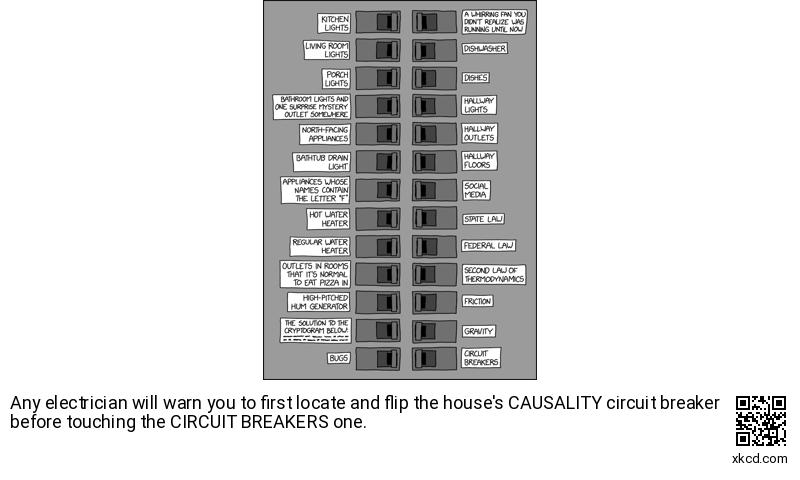 KITCHEN
LIGHTS
LIVING ROOM
LIGHTS
PORCH
LIGHTS
BATHROOM LIGHTS AND
ONE SURPRISE MYSTERY
OUTLET SOMEWHERE
NORTH-FACING
APPLIANCES
BATHTUB DRAIN
LIGHT
APPLIANCES WHOSE
NAMES CONTAIN
THE LETTER "F"
HOT WATER
HEATER
REGULAR WATER
HEATER
OUTLETS IN ROOMS
THAT IT'S NORMAL
TO EAT PIZZA IN
HIGH-PITCHED
HUM GENERATOR
THE SOLUTION TO THE
CRYPTOGRAM BELOW:
BUGS
A WHIRRING FAN YOU
DIDN'T REALIZE WAS
RUNNING UNTIL NOW
DISHWASHER
DISHES
HALLWAY
LIGHTS
HALLWAY
OUTLETS
HALLWAY
FLOORS
SOCIAL
MEDIA
STATE LAW
FEDERAL LAW
SECOND LAW OF
THERMODYNAMICS
FRICTION
GRAVITY
CIRCUIT
BREAKERS
Any electrician will warn you to first locate and flip the house's CAUSALITY circuit breaker
before touching the CIRCUIT BREAKERS one.
xkcd.com